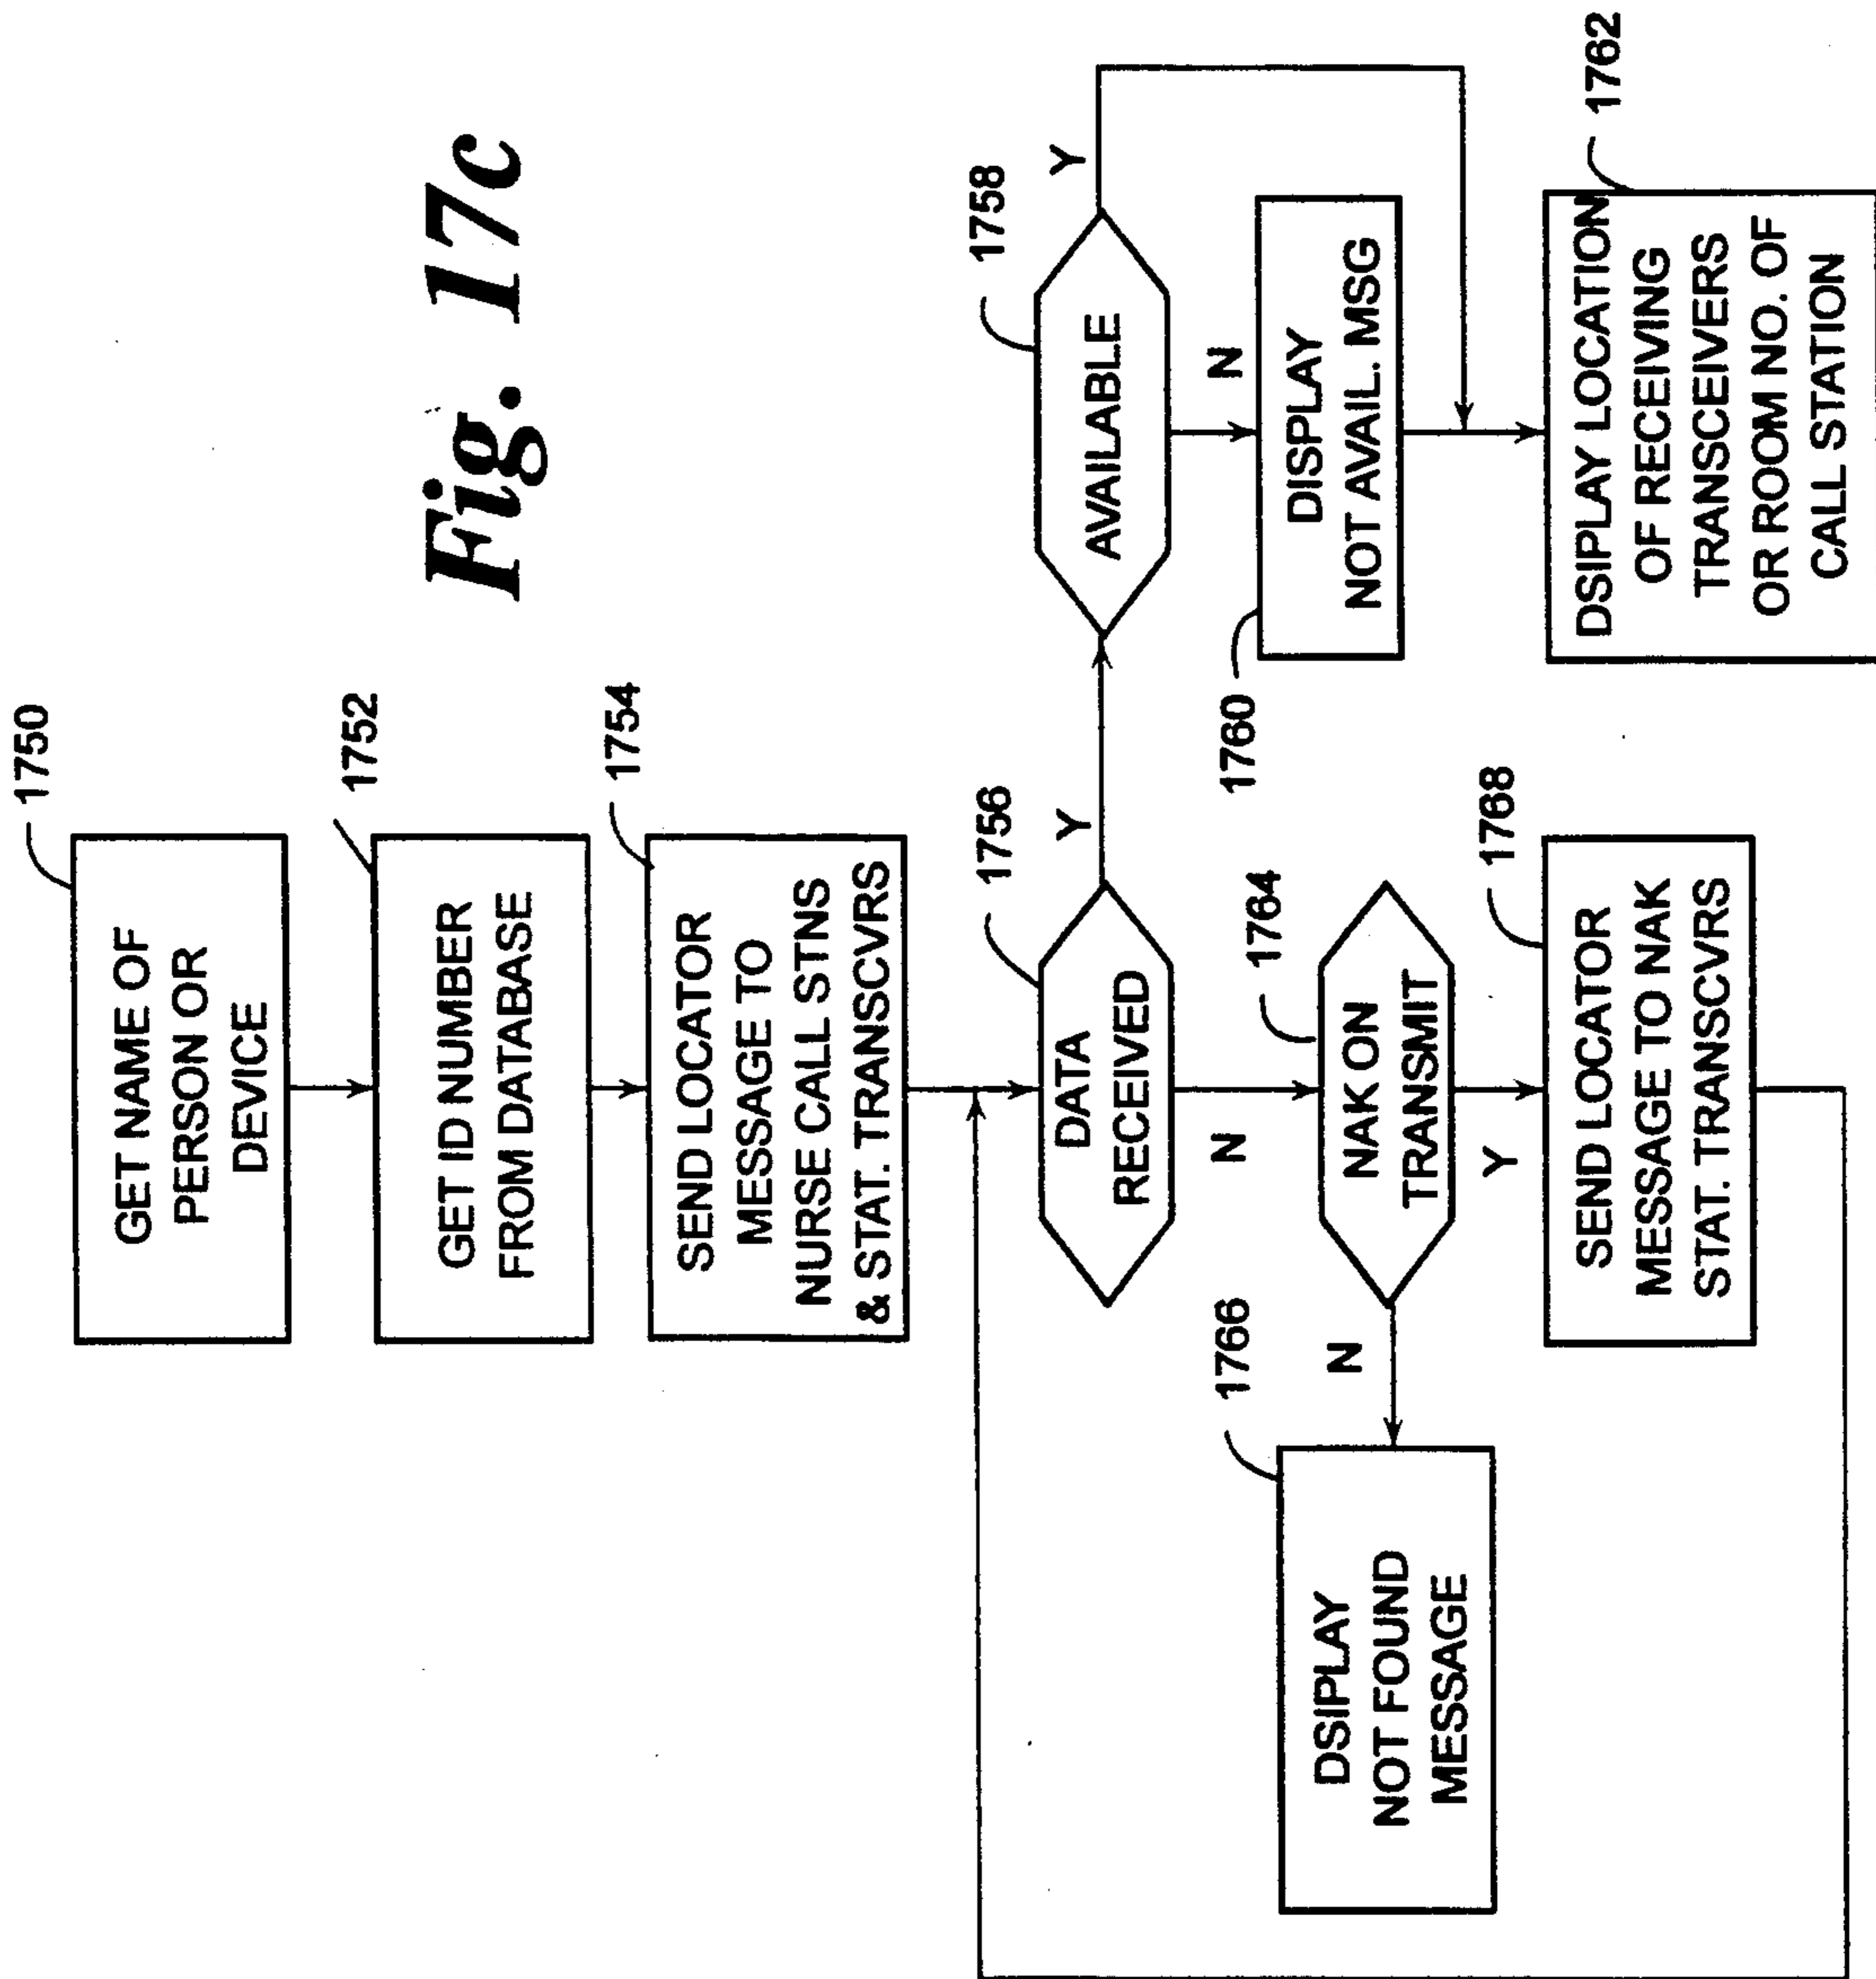 Fig. 17c
1750
GET NAME OF
PERSON OR
DEVICE
1752
GET ID NUMBER
FROM DATABASE
1754
SEND LOCATOR
MESSAGE TO
NURSE CALL STNS
& STAT. TRANSCVRS
1756
DATA
RECEIVED
Y
N
1758
AVAILABLE
Y
N
1760
DISPLAY
NOT AVAIL. MSG
1762
DSIPLAY LOCATION
OF RECEIVING
TRANSCEIVERS
OR ROOM NO. OF
CALL STATION
1764
NAK ON
TRANSMIT
N
Y
1766
DSIPLAY
NOT FOUND
MESSAGE
1768
SEND LOCATOR
MESSAGE TO NAK
STAT. TRANSCVRS